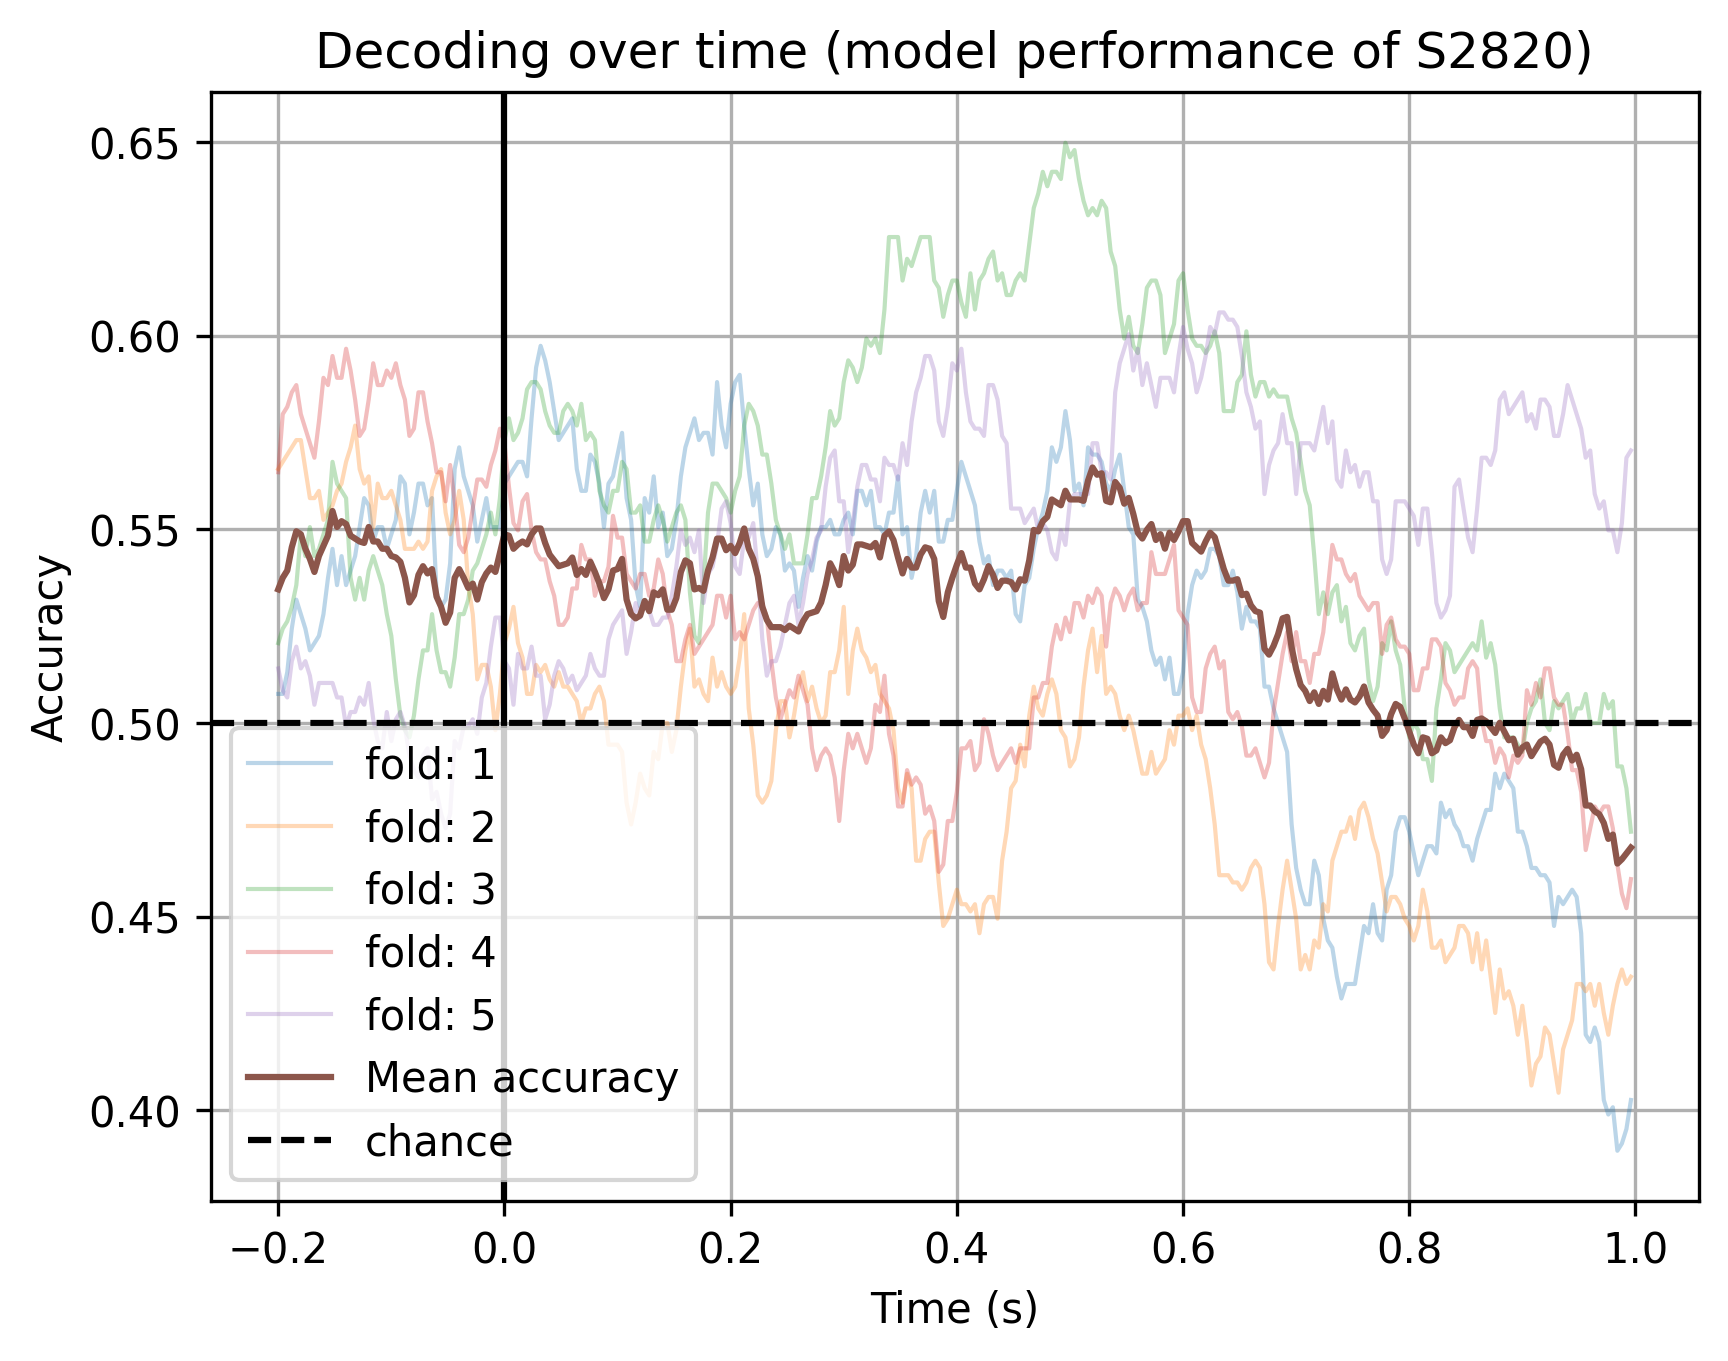 Decoding over time (model performance of S2820)
Accuracy
0.65
0.60
0.55
0.50
0.45
0.40
fold: 1
fold: 2
fold: 3
fold: 4
fold: 5
Mean accuracy
chance
−0.2 0.0 0.2 0.4 0.6 0.8 1.0
Time (s)